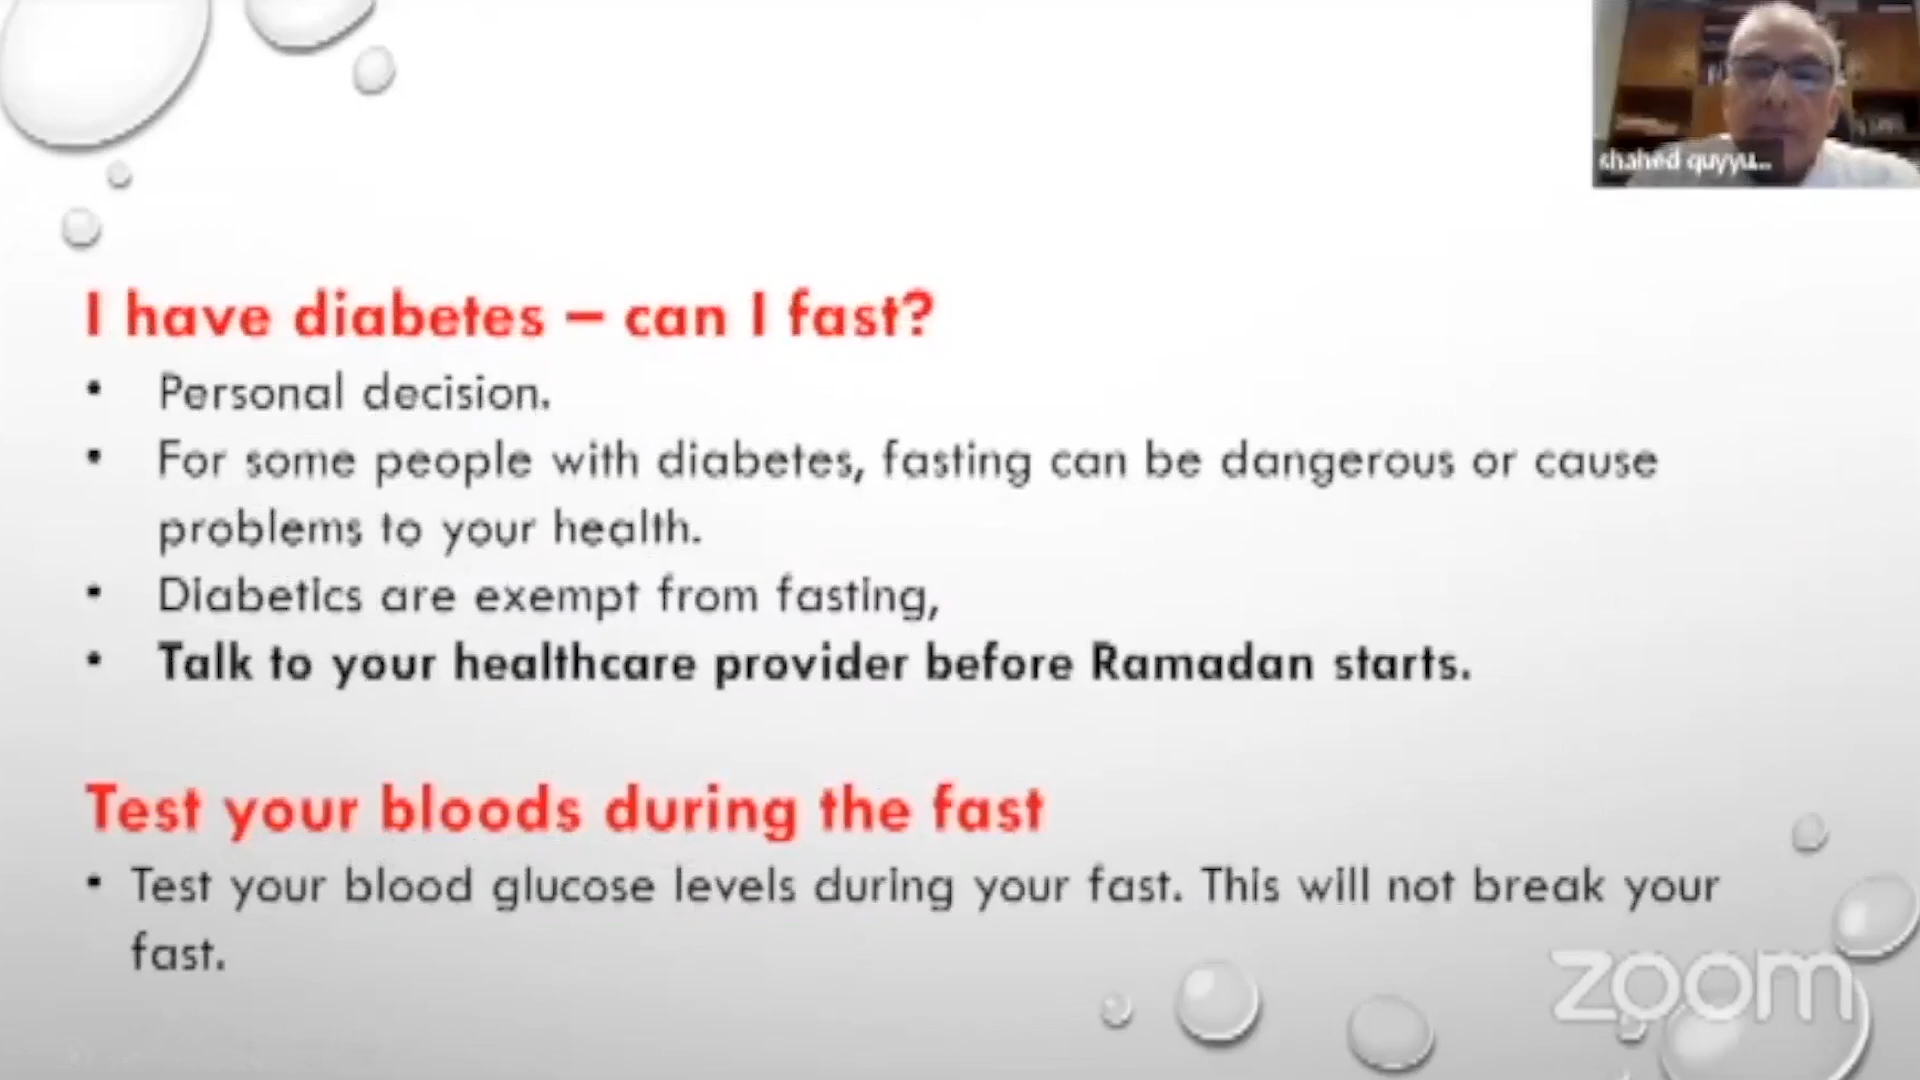 shahed quyyu...
I have diabetes – can I fast?
• Personal decision.
• For some people with diabetes, fasting can be dangerous or cause
problems to your health.
• Diabetics are exempt from fasting,
• Talk to your healthcare provider before Ramadan starts.
Test your bloods during the fast
• Test your blood glucose levels during your fast. This will not break your
fast.
zoom